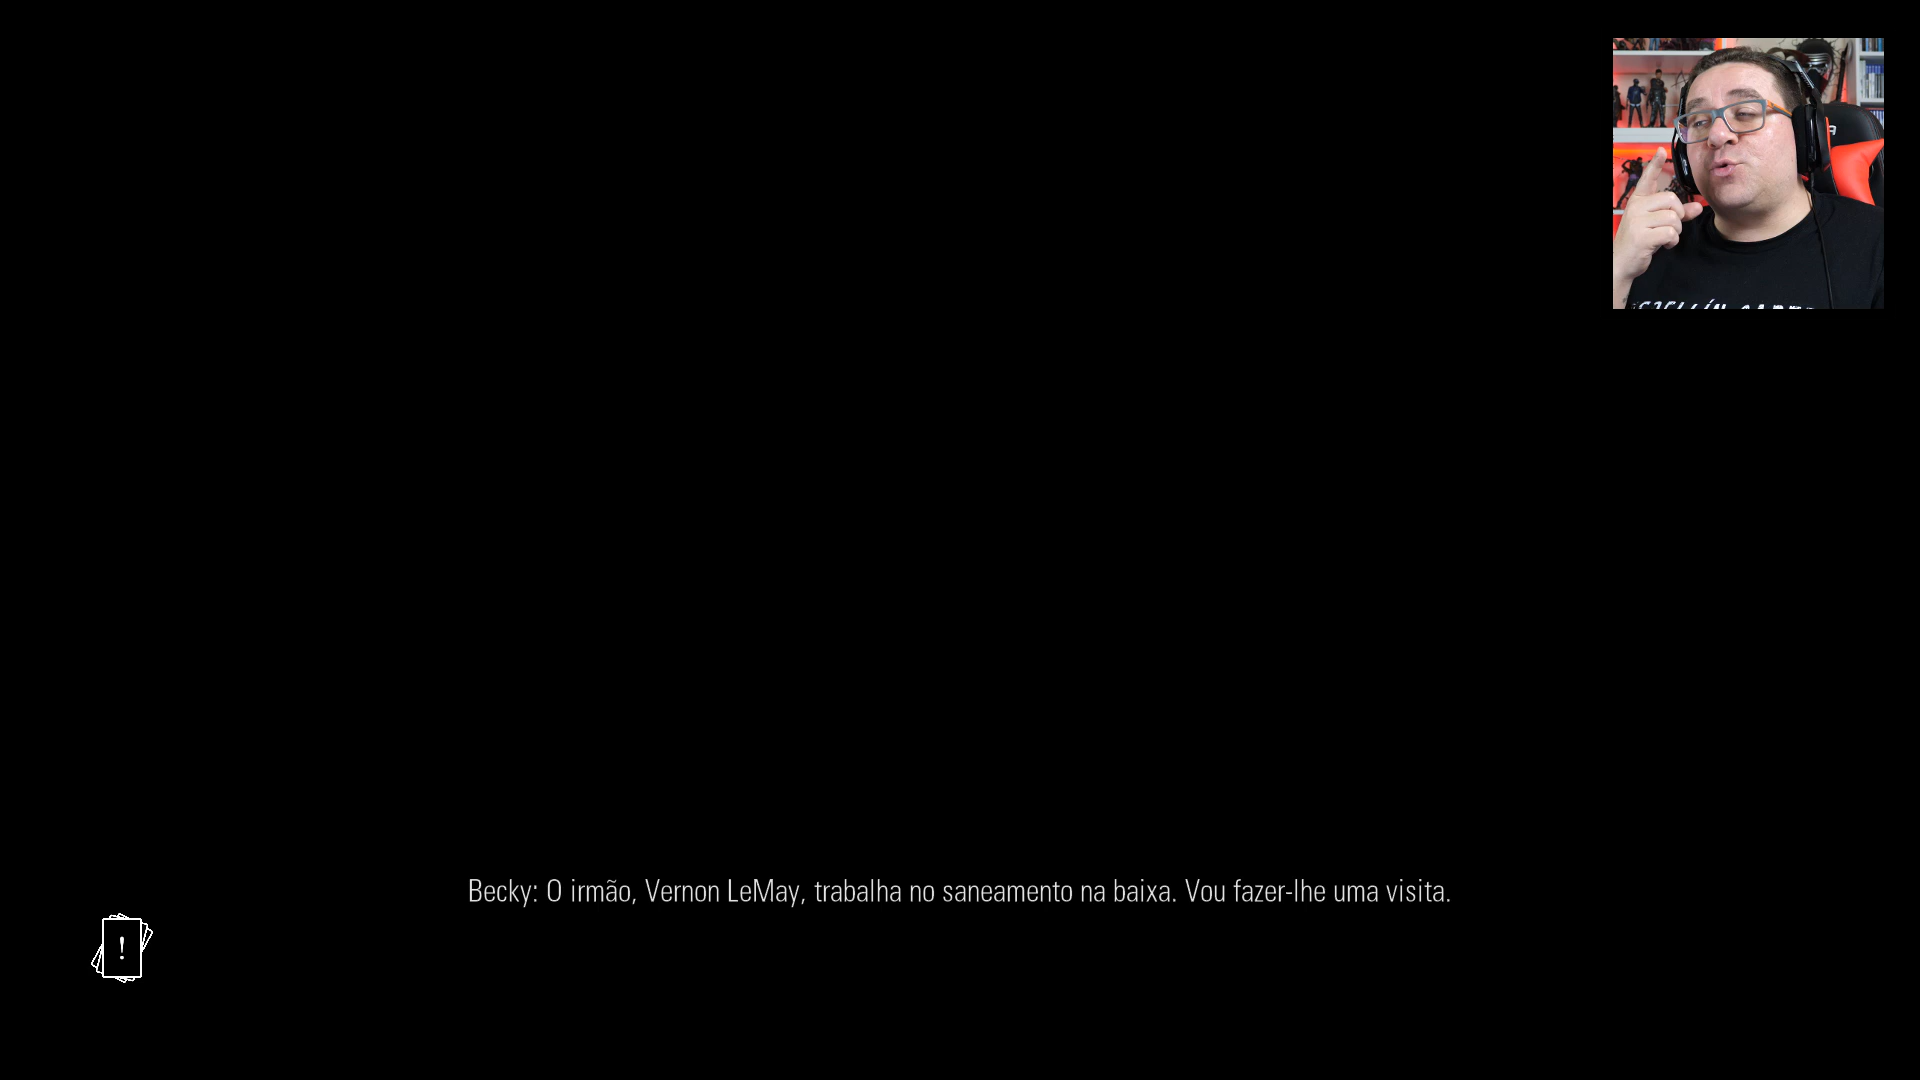 Becky: O irmão, Vernon LeMay, trabalha no saneamento na baixa. Vou fazer-lhe uma visita.
!